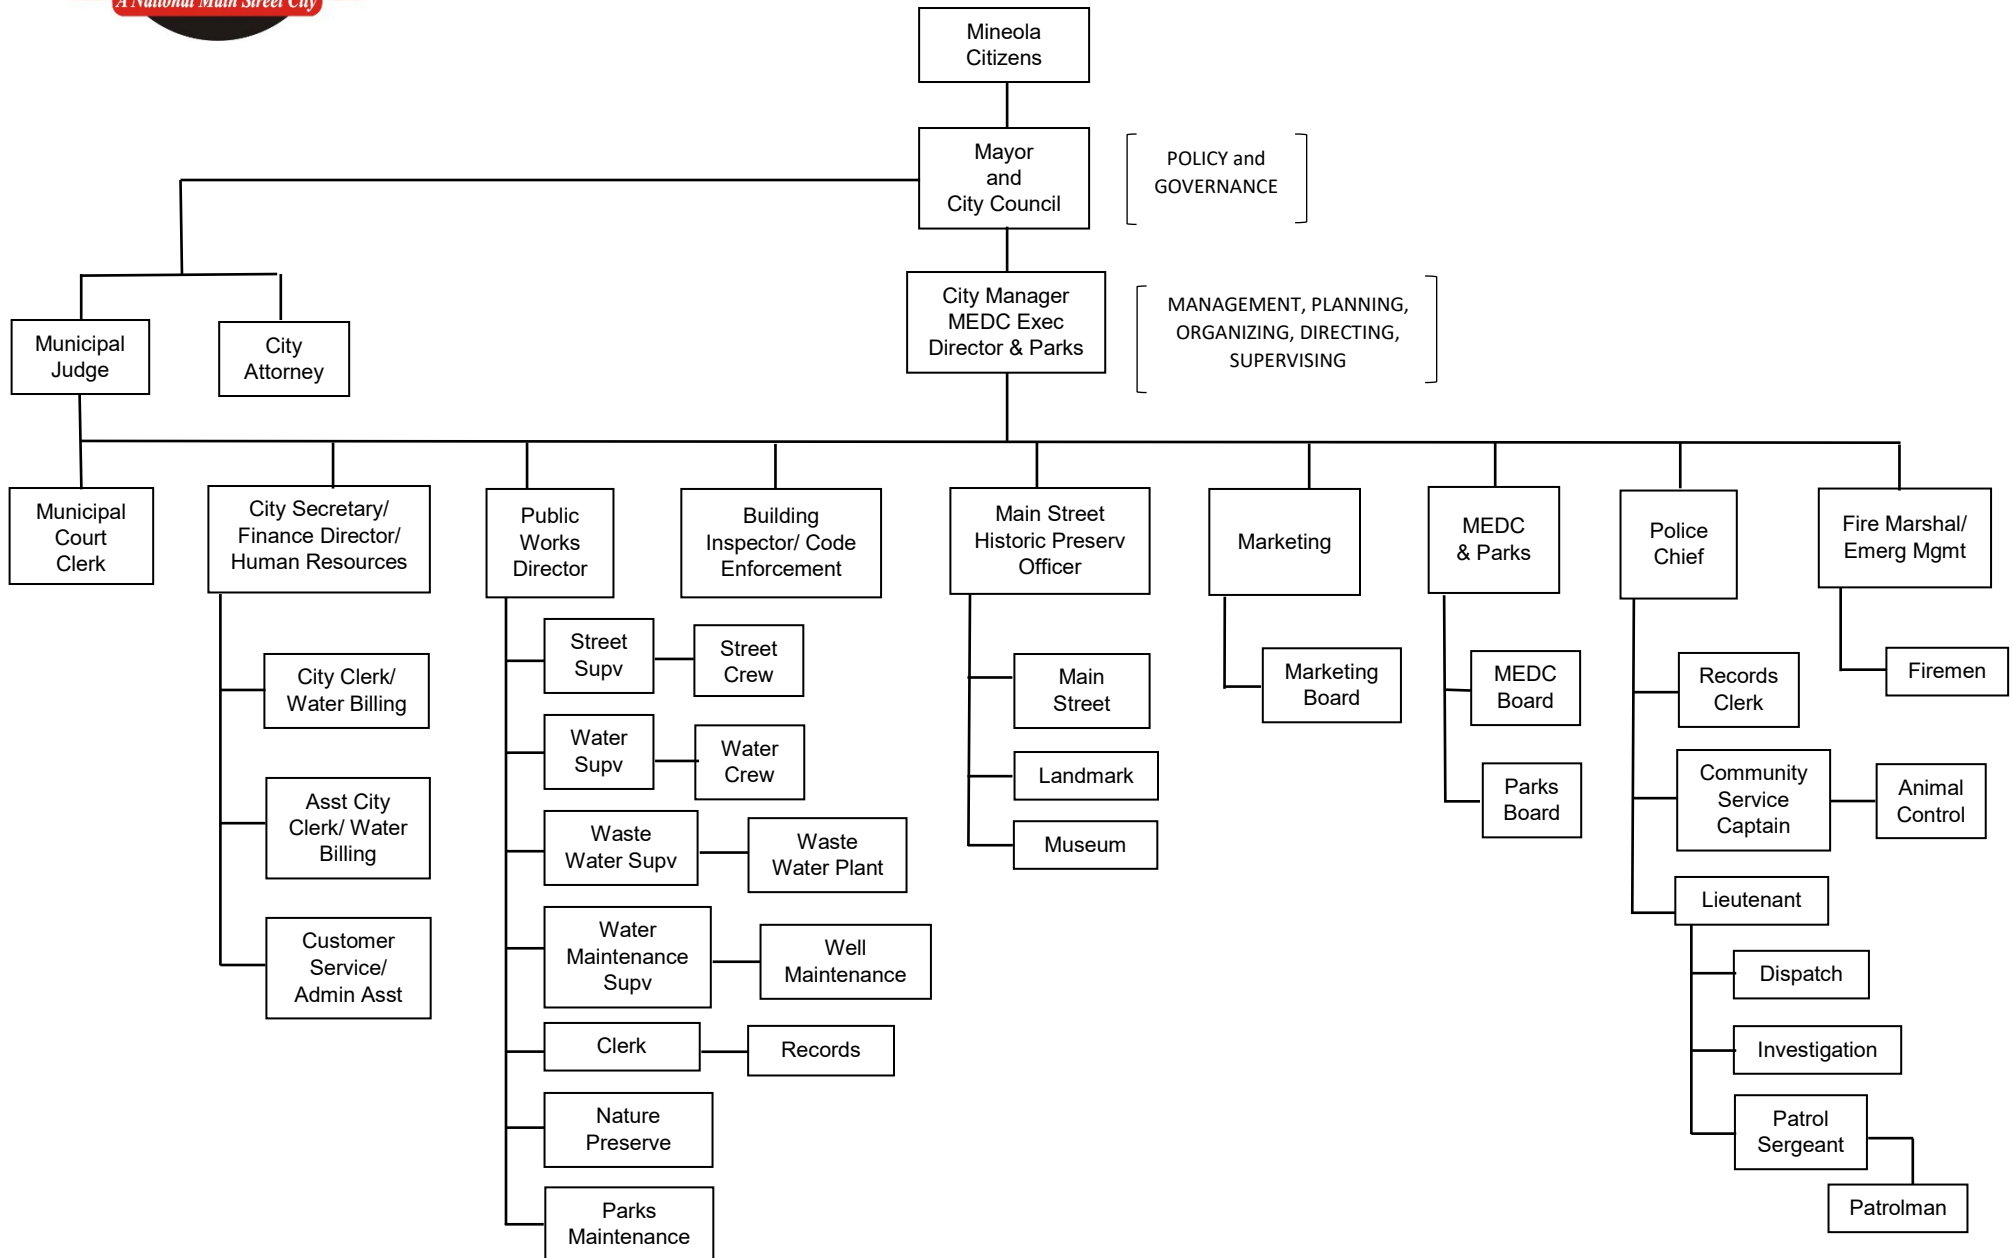 A National Main Street City
Mineola
Citizens
Mayor
and
City Council
POLICY and
GOVERNANCE
City Manager
MEDC Exec
Director & Parks
MANAGEMENT, PLANNING,
ORGANIZING, DIRECTING,
SUPERVISING
Municipal
Judge
City
Attorney
Municipal
Court
Clerk
City Secretary/
Finance Director/
Human Resources
Public
Works
Director
Building
Inspector/ Code
Enforcement
Main Street
Historic Preserv
Officer
Marketing
MEDC
& Parks
Police
Chief
Fire Marshal/
Emerg Mgmt
City Clerk/
Water Billing
Asst City
Clerk/ Water
Billing
Customer
Service/
Admin Asst
Street
Supv
Street
Crew
Water
Supv
Water
Crew
Waste
Water Supv
Waste
Water Plant
Water
Maintenance
Supv
Well
Maintenance
Clerk
Records
Nature
Preserve
Parks
Maintenance
Main
Street
Landmark
Museum
Marketing
Board
MEDC
Board
Parks
Board
Records
Clerk
Community
Service
Captain
Animal
Control
Lieutenant
Dispatch
Investigation
Patrol
Sergeant
Patrolman
Firemen